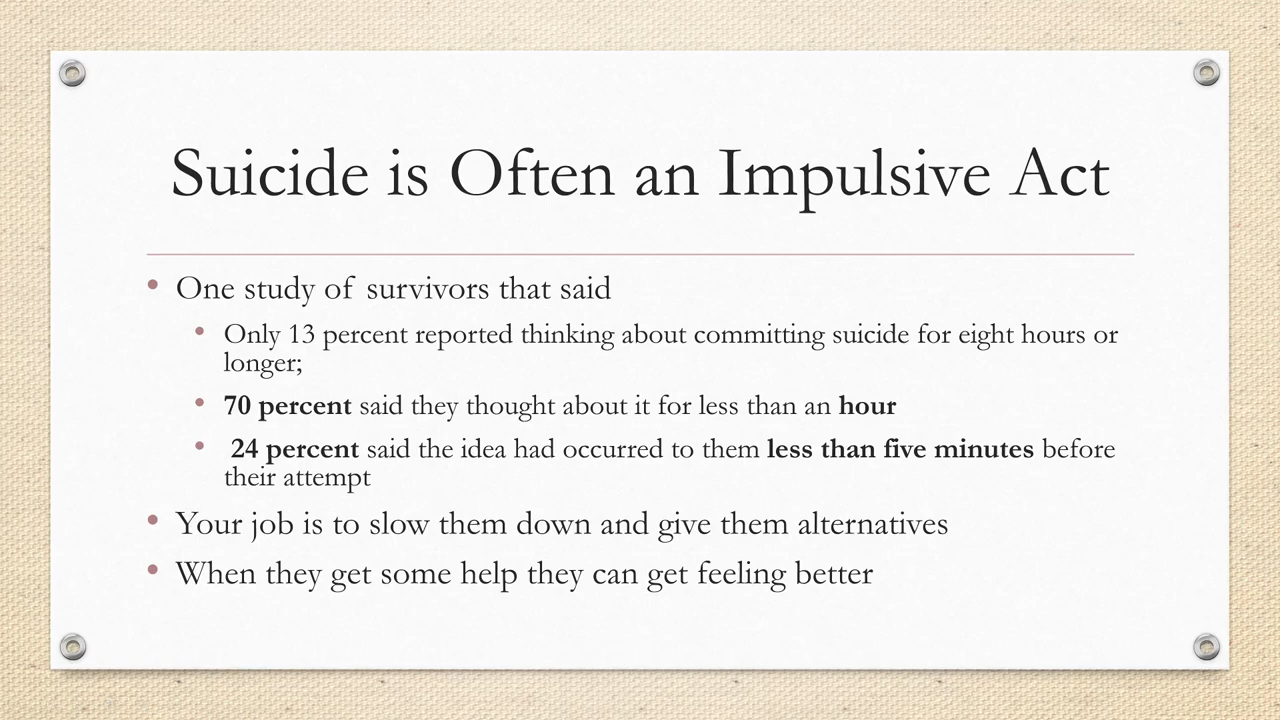 Suicide is Often an Impulsive Act
• One study of survivors that said
• Only 13 percent reported thinking about committing suicide for eight hours or
longer;
• 70 percent said they thought about it for less than an hour
• 24 percent said the idea had occurred to them less than five minutes before
their attempt
• Your job is to slow them down and give them alternatives
• When they get some help they can get feeling better